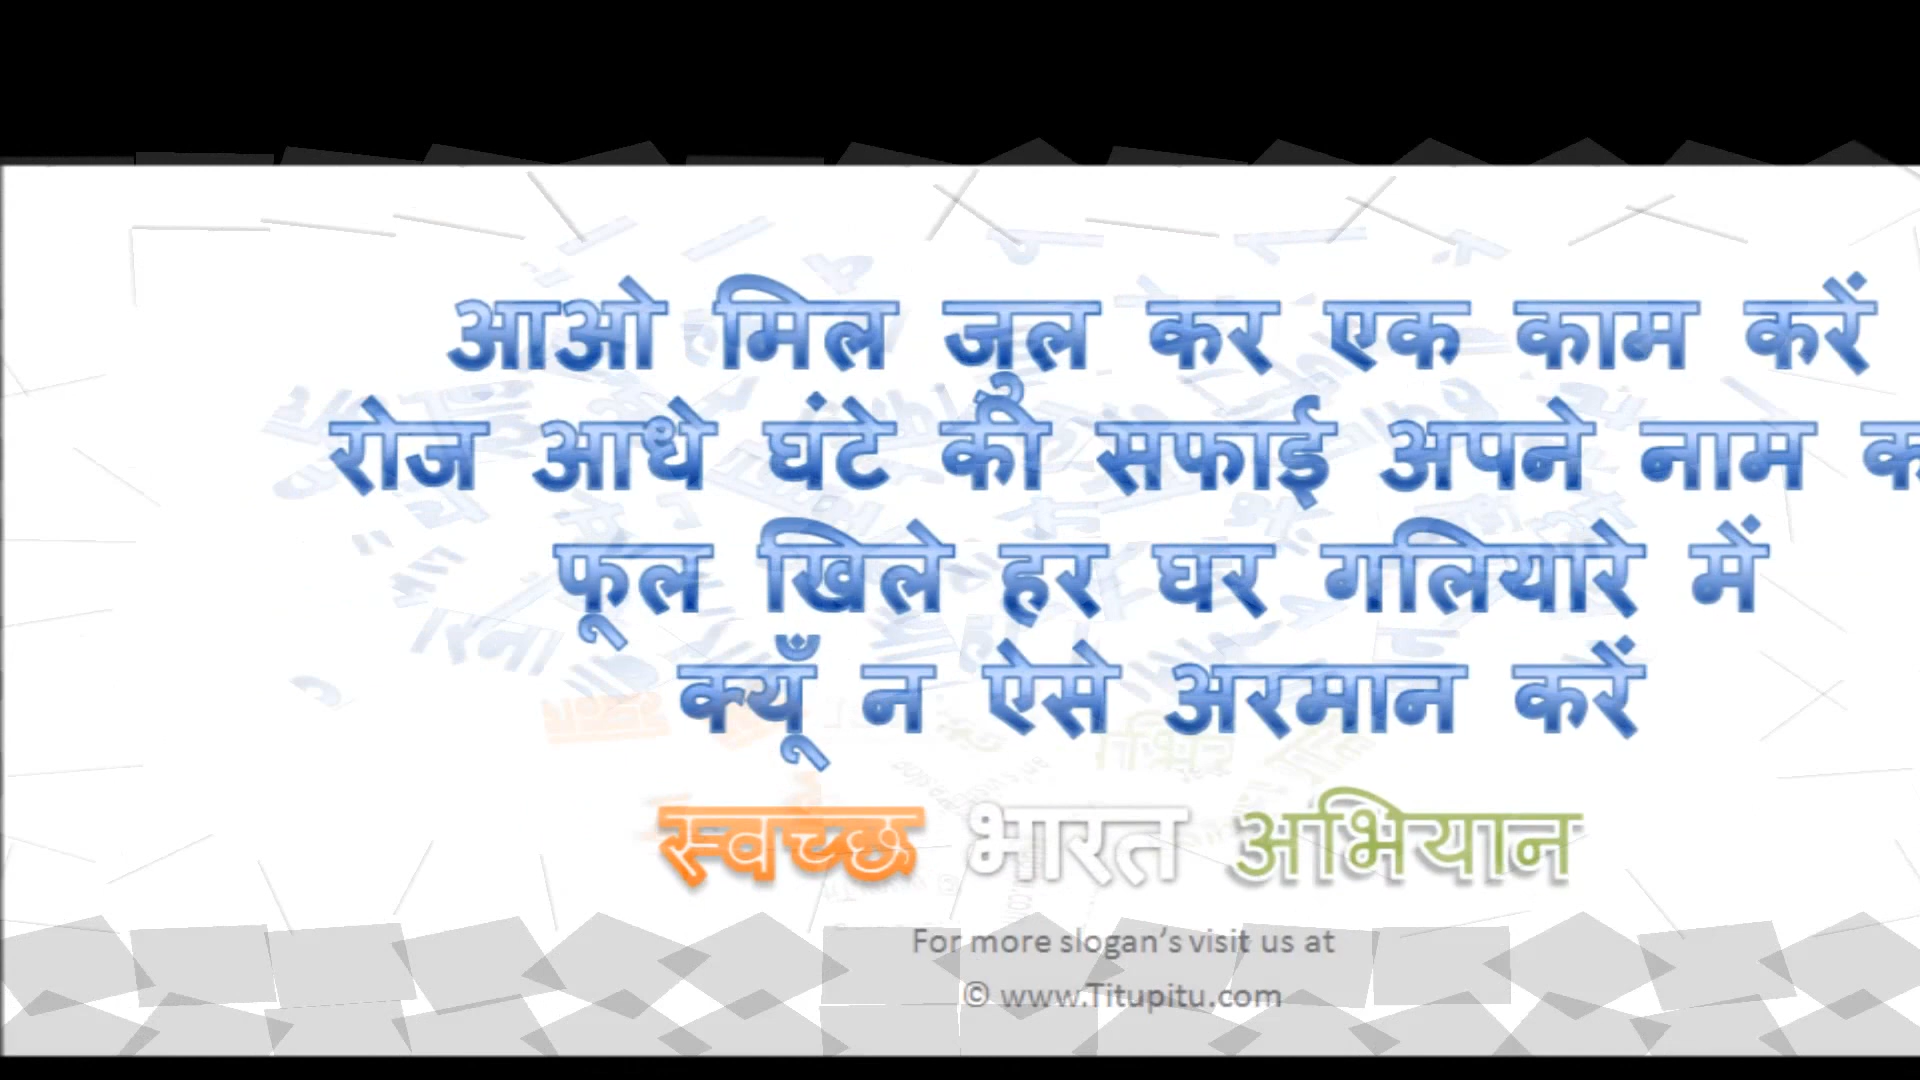 आओ मिल जुल कर एक काम करें
रोज आधे घंटे की सफाई अपने नाम
फूल खिले हर घर गलियारे में
क्यूँ न ऐसे अरमान करें
स्वच्छ भारत अभियान
For more slogan’s visit us at
© www.Titupitu.com